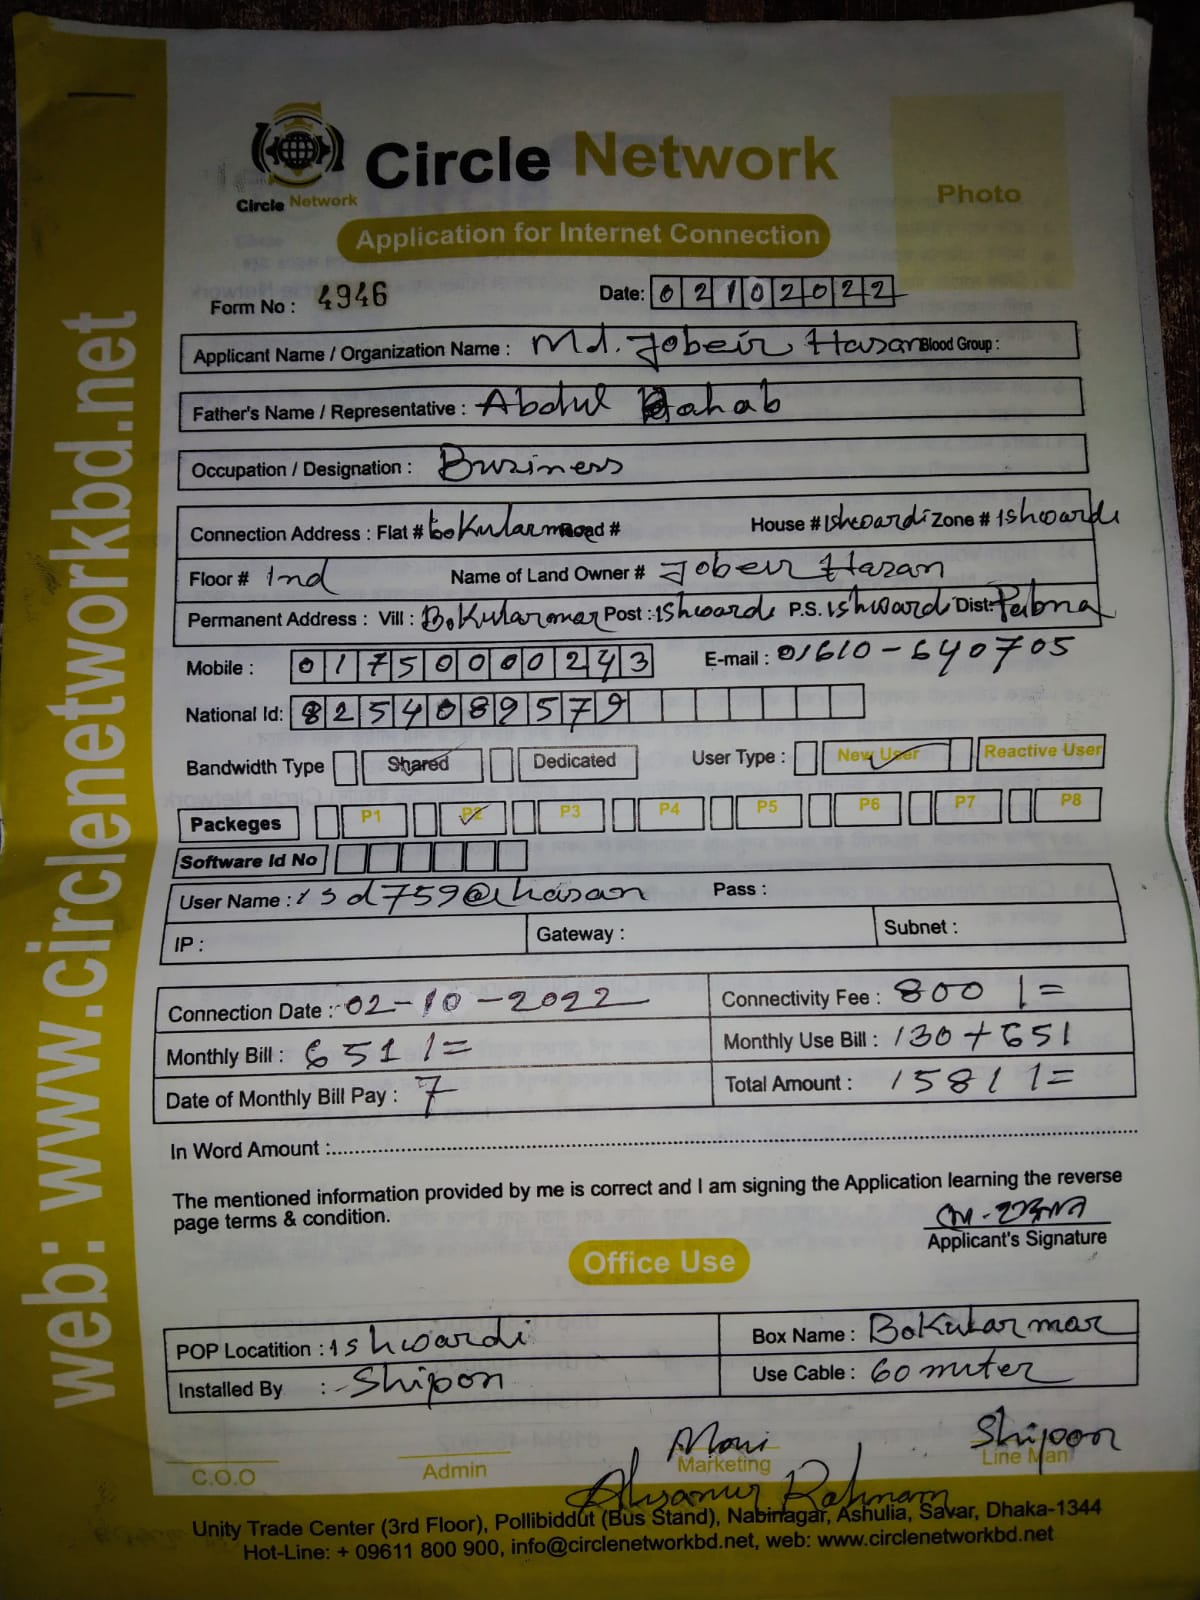 web: www.circlenetworkbd.net
Circle Network
Circle Network
Photo
Application for Internet Connection
Form No : 4946
Date: 02102022
Applicant Name / Organization Name : Md. Jobeir Hasan Blood Group :
Father's Name / Representative : Abdul Wahab
Occupation / Designation : Business
Connection Address : Flat # Bokularmar Road # House # Ishwardi Zone # Ishwardi
Floor # 1nd Name of Land Owner # Jobeir Hasan
Permanent Address : Vill : Bokularmar Post : Ishwardi P.S. Ishwardi Dist: Pabna
Mobile : 01750000243 E-mail : 01610-640705
National Id: 8254089579
Bandwidth Type Shared Dedicated User Type : New User Reactive User
Packeges P1 P2 P3 P4 P5 P6 P7 P8
Software Id No
User Name : isd759@hasan Pass :
IP : Gateway : Subnet :
Connection Date : 02-10-2022 Connectivity Fee : 800/=
Monthly Bill : 651/= Monthly Use Bill : 130+651
Date of Monthly Bill Pay : 7 Total Amount : 1581/=
In Word Amount :
The mentioned information provided by me is correct and I am signing the Application learning the reverse
page terms & condition.
Applicant's Signature
Office Use
POP Locatition : Ishwardi Box Name : Bokularmar
Installed By : Shipon Use Cable : 60 miter
Moni Shipon
C.O.O Admin Marketing Line Man
Rahman
Unity Trade Center (3rd Floor), Pollibiddut (Bus Stand), Nabinagar, Ashulia, Savar, Dhaka-1344
Hot-Line: + 09611 800 900, info@circlenetworkbd.net, web: www.circlenetworkbd.net